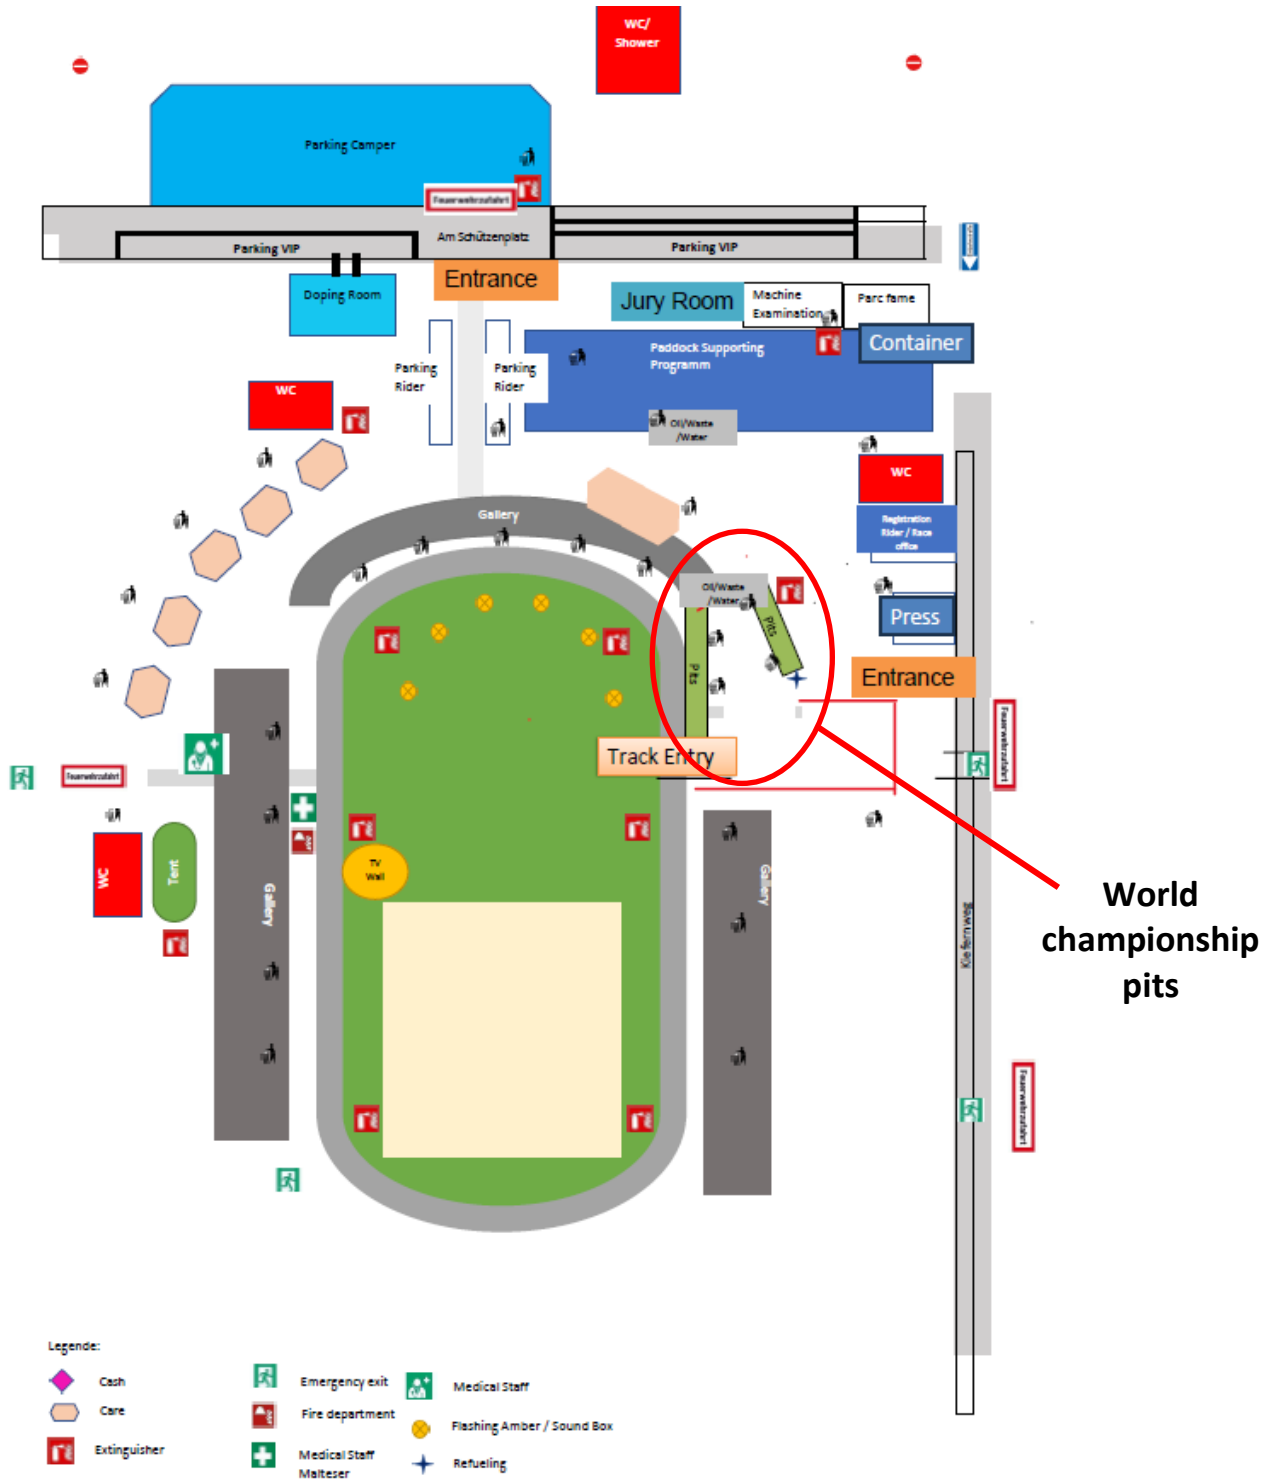 WC/
Shower
Parking Camper
Feuerwehrzufahrt
Am Schützenplatz
Parking VIP
Parking VIP
Entrance
Doping Room
Jury Room
Machine
Examination
Parc fame
Container
Paddock Supporting
Programm
Parking
Rider
Parking
Rider
WC
Oil/Waste
/Water
WC
Gallery
Registration
Rider / Race
office
Oil/Waste
/Water
Pits
Pits
Press
Entrance
Track Entry
Feuerwehrzufahrt
Feuerwehrzufahrt
TV
Wall
WC
Tent
Gallery
Gallery
Kiefernweg
World
championship
pits
Feuerwehrzufahrt
Legende:
Cash
Care
Extinguisher
Emergency exit
Fire department
Medical Staff
Malteser
Medical Staff
Flashing Amber / Sound Box
Refueling